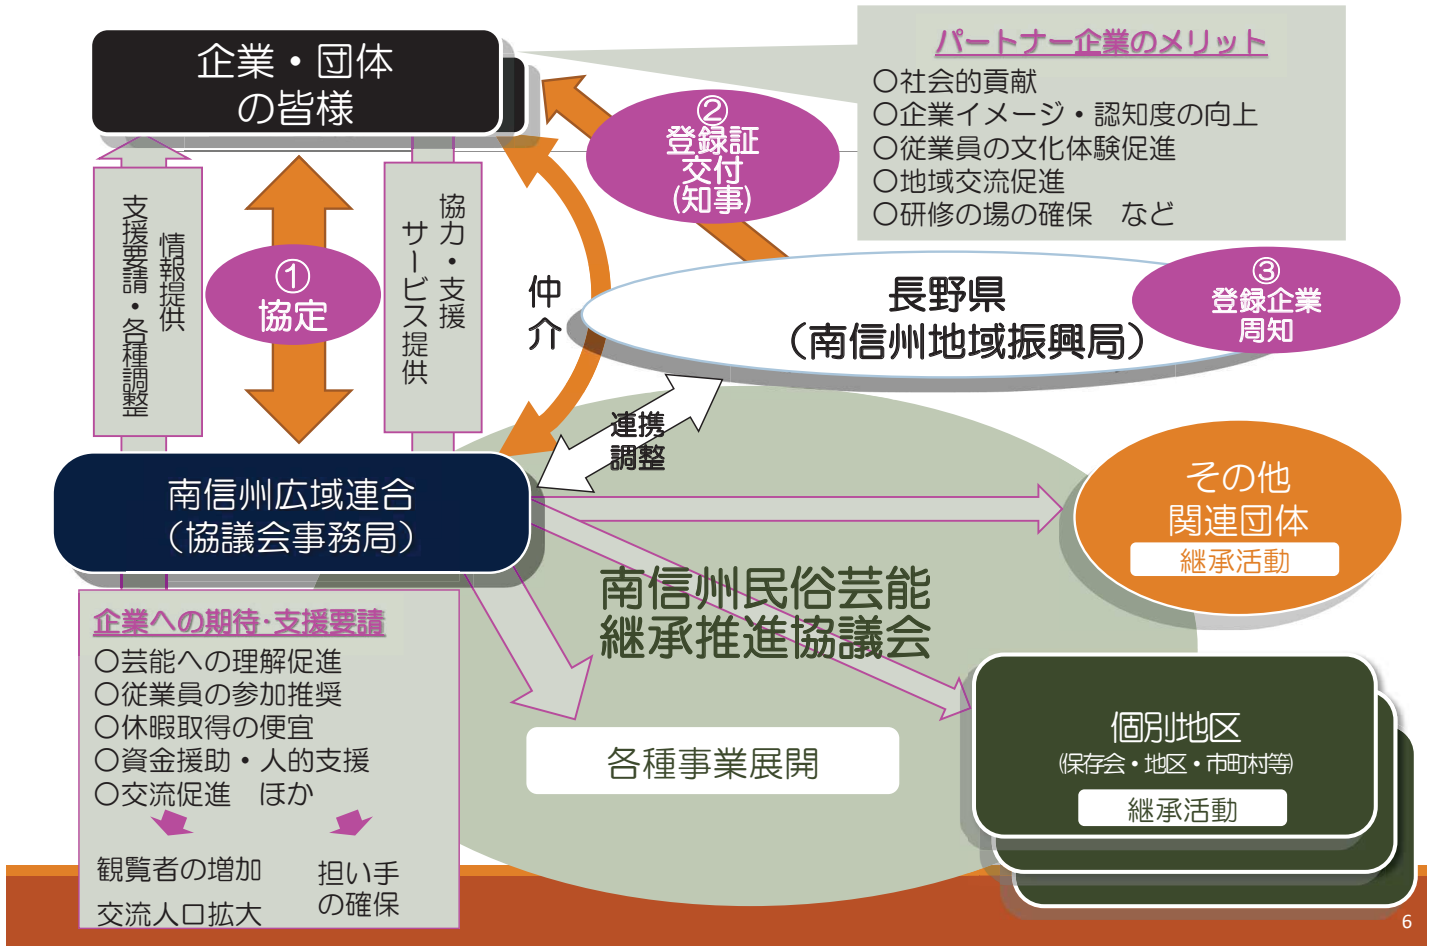 企業・団体
の皆様
パートナー企業のメリット
〇社会的貢献
〇企業イメージ・認知度の向上
〇従業員の文化体験促進
〇地域交流促進
〇研修の場の確保　など
②
登録証
交付
(知事)
情報提供
支援要請・各種調整
①
協定
協力・支援
サービス提供
仲介
長野県
（南信州地域振興局）
③
登録企業
周知
連携
調整
南信州広域連合
（協議会事務局）
その他
関連団体
継承活動
南信州民俗芸能
継承推進協議会
企業への期待・支援要請
〇芸能への理解促進
〇従業員の参加推奨
〇休暇取得の便宜
〇資金援助・人的支援
〇交流促進　ほか
観覧者の増加
交流人口拡大
担い手
の確保
各種事業展開
個別地区
(保存会・地区・市町村等)
継承活動
6